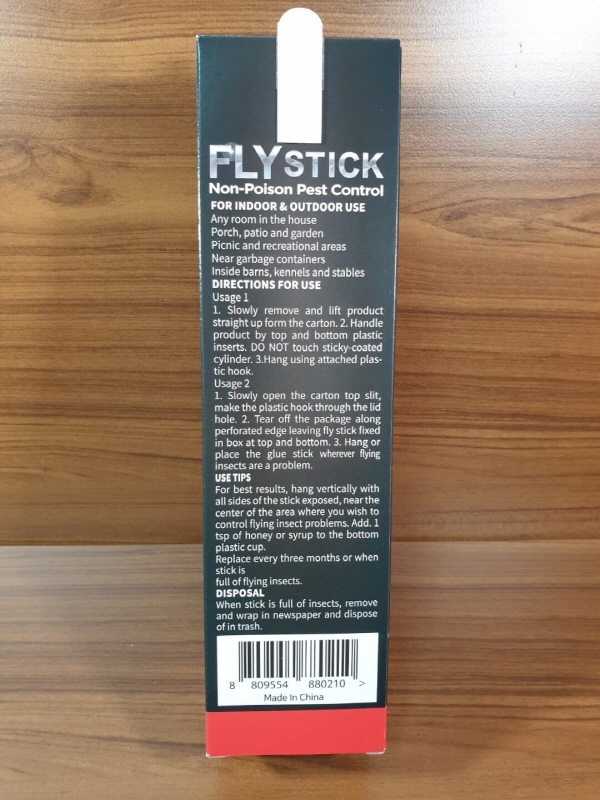 FLY STICK
Non-Poison Pest Control
FOR INDOOR & OUTDOOR USE
Any room in the house
Porch, patio and garden
Picnic and recreational areas
Near garbage containers
Inside barns, kennels and stables
DIRECTIONS FOR USE
Usage 1
1. Slowly remove and lift product
straight up form the carton. 2. Handle
product by top and bottom plastic
inserts. DO NOT touch sticky-coated
cylinder. 3.Hang using attached plas-
tic hook.
Usage 2
1. Slowly open the carton top slit,
make the plastic hook through the lid
hole. 2. Tear off the package along
perforated edge leaving fly stick fixed
in box at top and bottom. 3. Hang or
place the glue stick wherever flying
insects are a problem.
USE TIPS
For best results, hang vertically with
all sides of the stick exposed, near the
center of the area where you wish to
control flying insect problems. Add. 1
tsp of honey or syrup to the bottom
plastic cup.
Replace every three months or when
stick is
full of flying insects.
DISPOSAL
When stick is full of insects, remove
and wrap in newspaper and dispose
of in trash.
8 809554 880210 >
Made In China